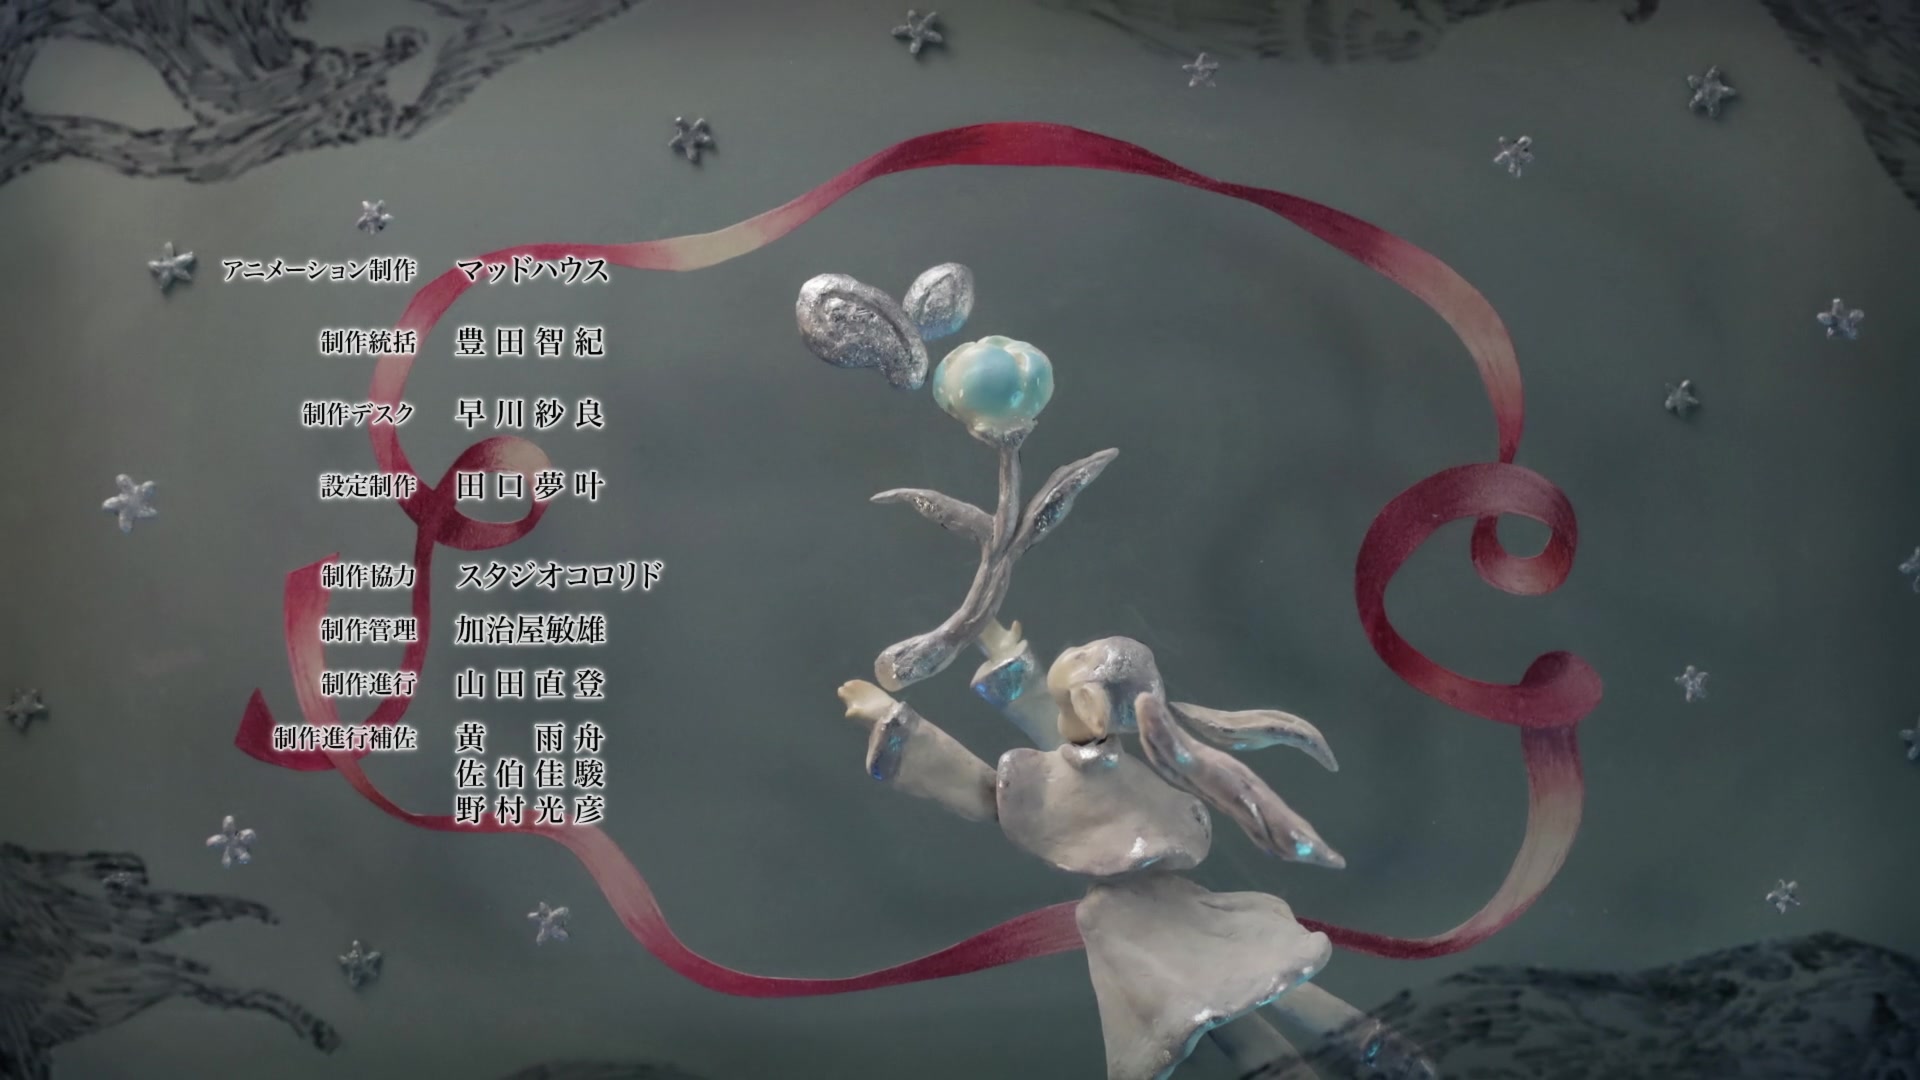 アニメーション制作 マッドハウス
制作統括 豊田智紀
制作デスク 早川紗良
設定制作 田口夢叶
制作協力 スタジオコロリド
制作管理 加治屋敏雄
制作進行 山田直登
制作進行補佐 黄 雨舟
佐伯佳駿
野村光彦